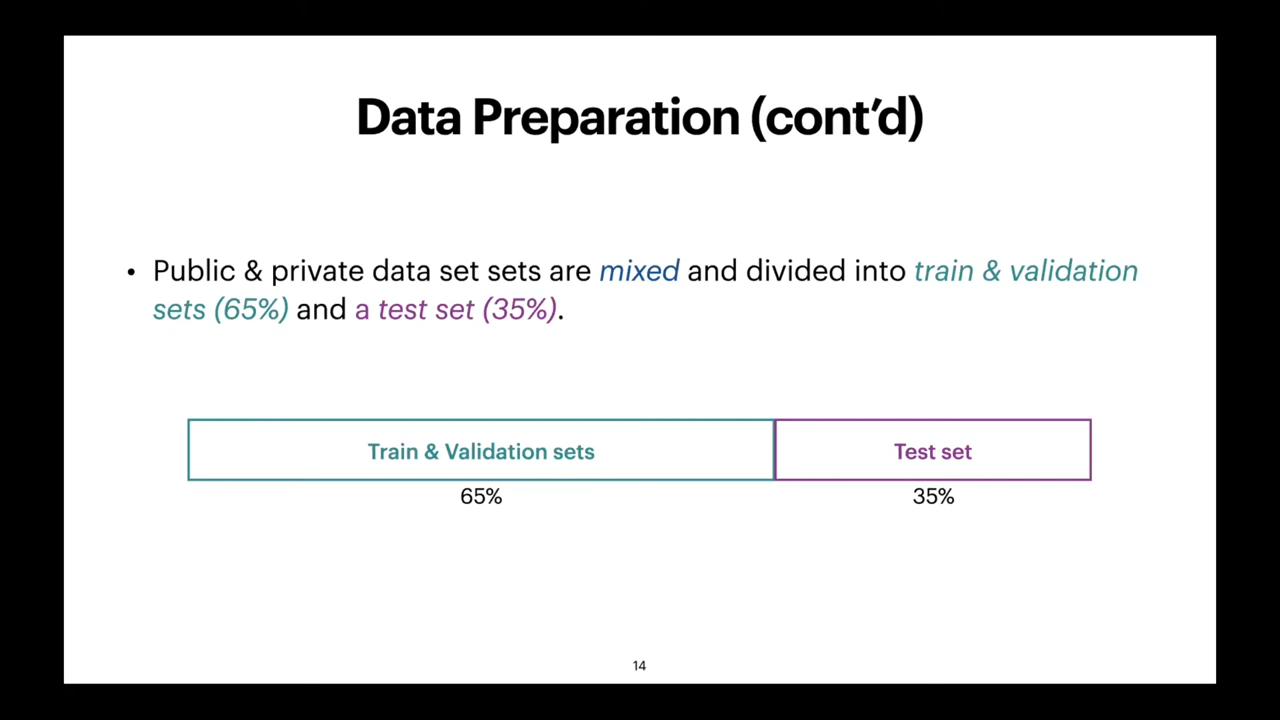 Data Preparation (cont’d)
• Public & private data set sets are mixed and divided into train & validation
sets (65%) and a test set (35%).
Train & Validation sets
Test set
65%
35%
14